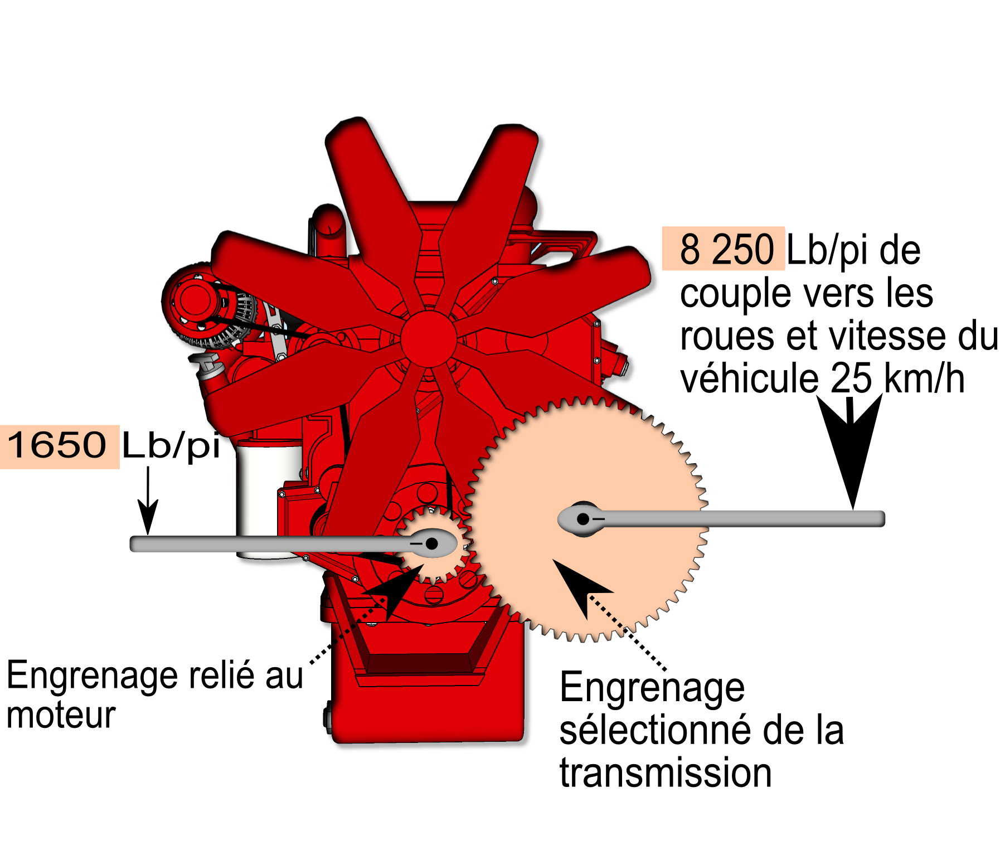 8 250 Lb/pi de
couple vers les
roues et vitesse du
véhicule 25 km/h
1650 Lb/pi
Engrenage relié au
moteur
Engrenage
sélectionné de la
transmission